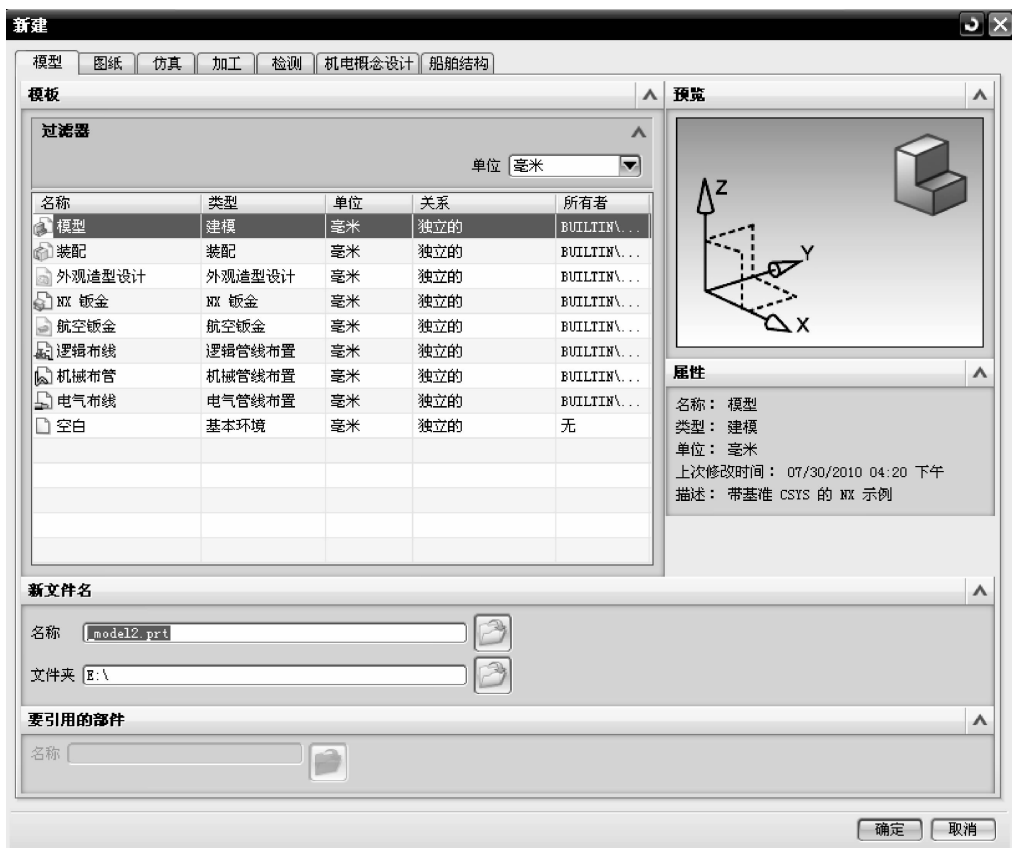 新建
模型 图纸 仿真 加工 检测 机电概念设计 船舶结构
模板
过滤器
单位 毫米
名称 类型 单位 关系 所有者
模型 建模 毫米 独立的 BUILTIN\...
装配 装配 毫米 独立的 BUILTIN\...
外观造型设计 外观造型设计 毫米 独立的 BUILTIN\...
NX 钣金 NX 钣金 毫米 独立的 BUILTIN\...
航空钣金 航空钣金 毫米 独立的 BUILTIN\...
逻辑布线 逻辑管线布置 毫米 独立的 BUILTIN\...
机械布管 机械管线布置 毫米 独立的 BUILTIN\...
电气布线 电气管线布置 毫米 独立的 BUILTIN\...
空白 基本环境 毫米 独立的 无
预览
Z
Y
X
属性
名称: 模型
类型: 建模
单位: 毫米
上次修改时间: 07/30/2010 04:20 下午
描述: 带基准 CSYS 的 NX 示例
新文件名
名称 _model2.prt
文件夹 E:\
要引用的部件
名称
确定 取消